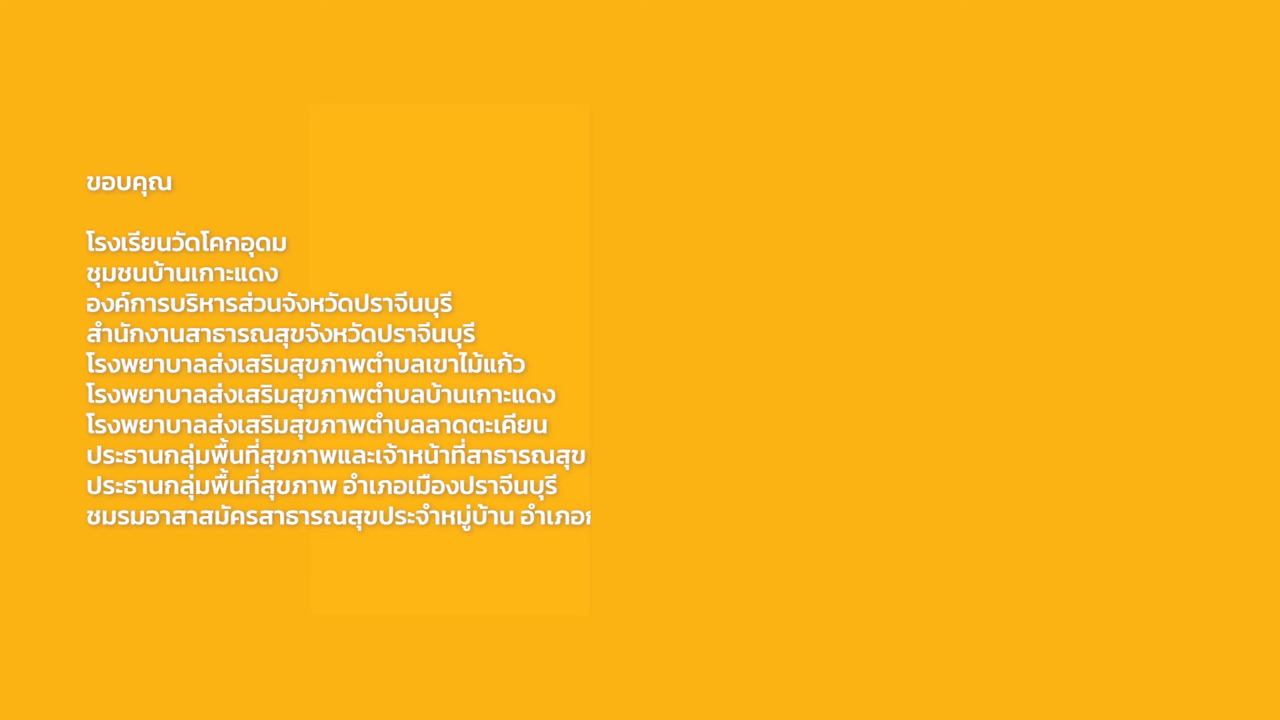 ขอบคุณ
โรงเรียนวัดโคกอุดม
ชุมชนบ้านเกาะแดง
องค์การบริหารส่วนจังหวัดปราจีนบุรี
สำนักงานสาธารณสุขจังหวัดปราจีนบุรี
โรงพยาบาลส่งเสริมสุขภาพตำบลเขาไม้แก้ว
โรงพยาบาลส่งเสริมสุขภาพตำบลบ้านเกาะแดง
โรงพยาบาลส่งเสริมสุขภาพตำบลลาดตะเคียน
ประธานกลุ่มพื้นที่สุขภาพและเจ้าหน้าที่สาธารณสุข
ประธานกลุ่มพื้นที่สุขภาพ อำเภอเมืองปราจีนบุรี
ชมรมอาสาสมัครสาธารณสุขประจำหมู่บ้าน อำเภอ